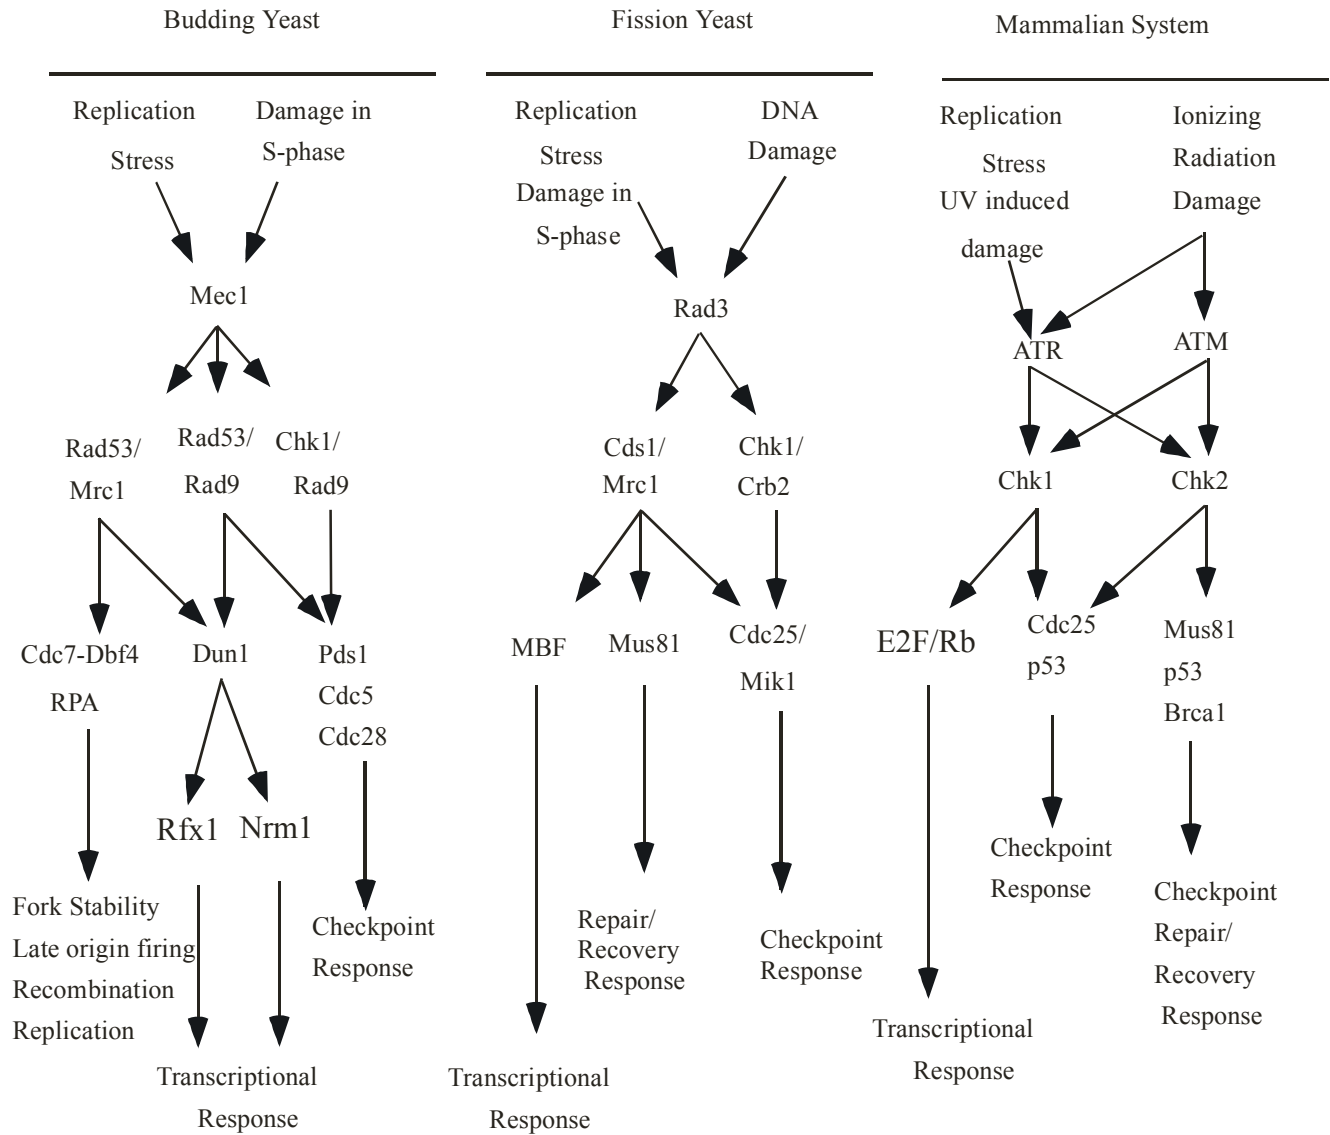 Budding Yeast
Replication
Stress
Damage in
S-phase
Mec1
Rad53/
Mrc1
Rad53/
Rad9
Chk1/
Rad9
Cdc7-Dbf4
RPA
Dun1
Pds1
Cdc5
Cdc28
Rfx1
Nrm1
Fork Stability
Late origin firing
Recombination
Replication
Checkpoint
Response
Transcriptional
Response
Fission Yeast
Replication
Stress
Damage in
S-phase
DNA
Damage
Rad3
Cds1/
Mrc1
Chk1/
Crb2
MBF
Mus81
Cdc25/
Mik1
Repair/
Recovery
Response
Checkpoint
Response
Transcriptional
Response
Mammalian System
Replication
Stress
UV induced
damage
Ionizing
Radiation
Damage
ATR
ATM
Chk1
Chk2
E2F/Rb
Cdc25
p53
Mus81
p53
Brca1
Checkpoint
Response
Checkpoint
Repair/
Recovery
Response
Transcriptional
Response